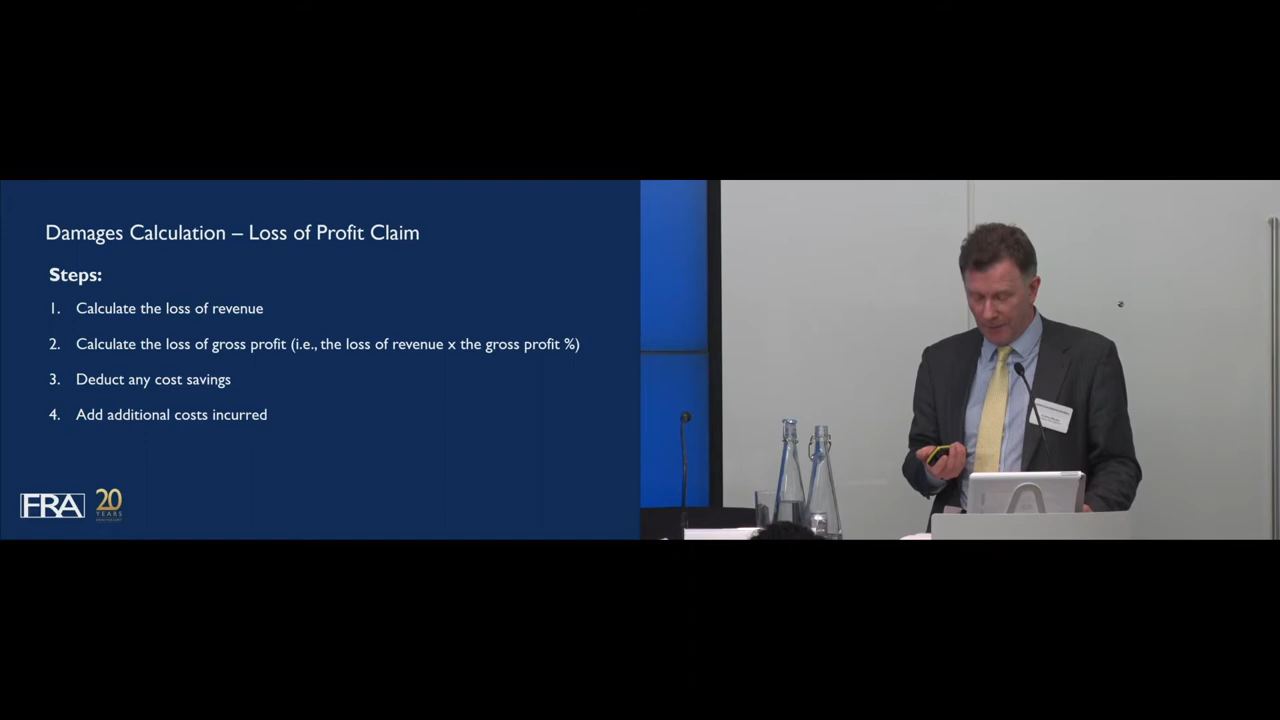 Damages Calculation – Loss of Profit Claim
Steps:
1. Calculate the loss of revenue
2. Calculate the loss of gross profit (i.e., the loss of revenue x the gross profit %)
3. Deduct any cost savings
4. Add additional costs incurred
FRA 20
YEARS
ANNIVERSARY